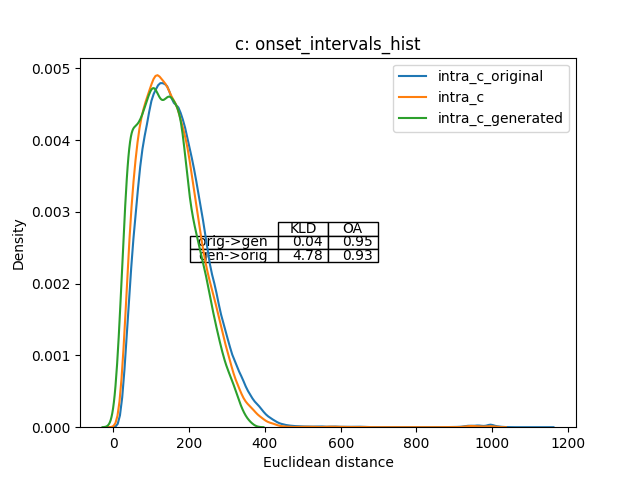 c: onset_intervals_hist
intra_c_original
intra_c
intra_c_generated
KLD OA
orig->gen 0.04 0.95
gen->orig 4.78 0.93
Density
0.005
0.004
0.003
0.002
0.001
0.000
0 200 400 600 800 1000 1200
Euclidean distance